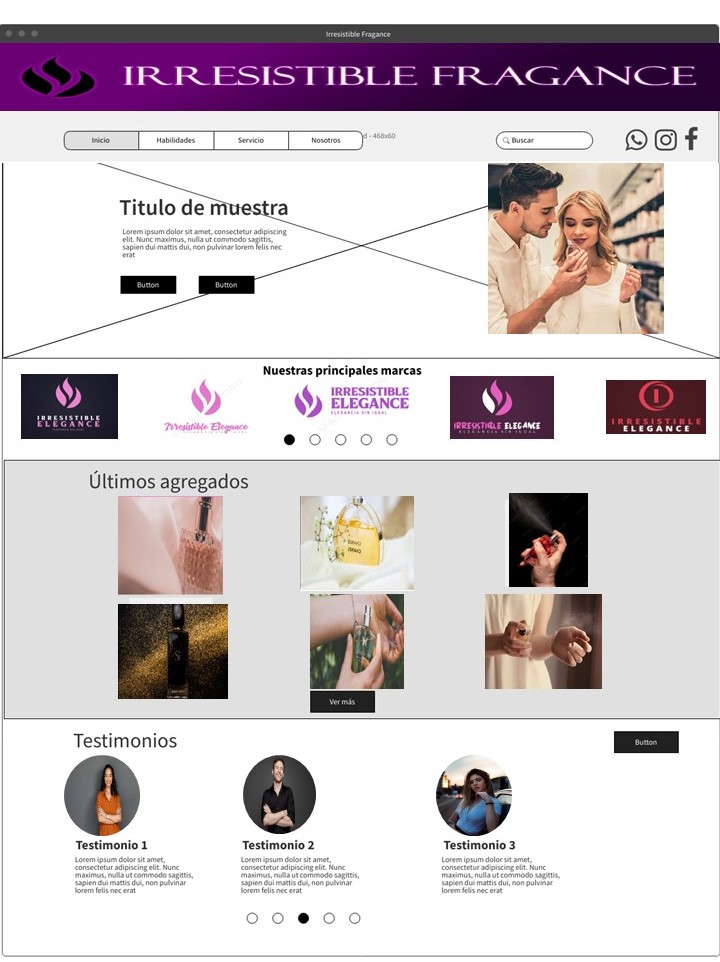 Irresistible Fragance
IRRESISTIBLE FRAGANCE
Inicio
Habilidades
Servicio
Nosotros
d - 468x60
Buscar
Titulo de muestra
Lorem ipsum dolor sit amet, consectetur adipiscing
elit. Nunc maximus, nulla ut commodo sagittis,
sapien dui mattis dui, non pulvinar lorem felis nec
erat
Button
Button
Nuestras principales marcas
IRRESISTIBLE
ELEGANCE
Irresistible Elegance
IRRESISTIBLE
ELEGANCE
ELEGANCIA SIN IGUAL
IRRESISTIBLE ELEGANCE
ELEGANCIA SIN IGUAL
I
IRRESISTIBLE
ELEGANCE
Últimos agregados
Ver más
Testimonios
Button
Testimonio 1
Lorem ipsum dolor sit amet,
consectetur adipiscing elit. Nunc
maximus, nulla ut commodo sagittis,
sapien dui mattis dui, non pulvinar
lorem felis nec erat
Testimonio 2
Lorem ipsum dolor sit amet,
consectetur adipiscing elit. Nunc
maximus, nulla ut commodo sagittis,
sapien dui mattis dui, non pulvinar
lorem felis nec erat
Testimonio 3
Lorem ipsum dolor sit amet,
consectetur adipiscing elit. Nunc
maximus, nulla ut commodo sagittis,
sapien dui mattis dui, non pulvinar
lorem felis nec erat